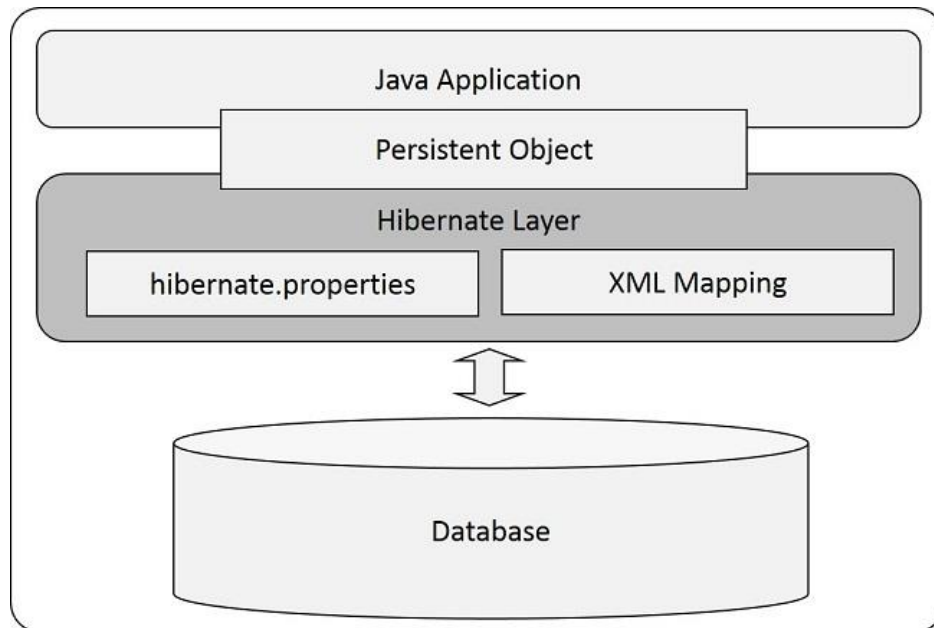 Java Application
Persistent Object
Hibernate Layer
hibernate.properties
XML Mapping
Database